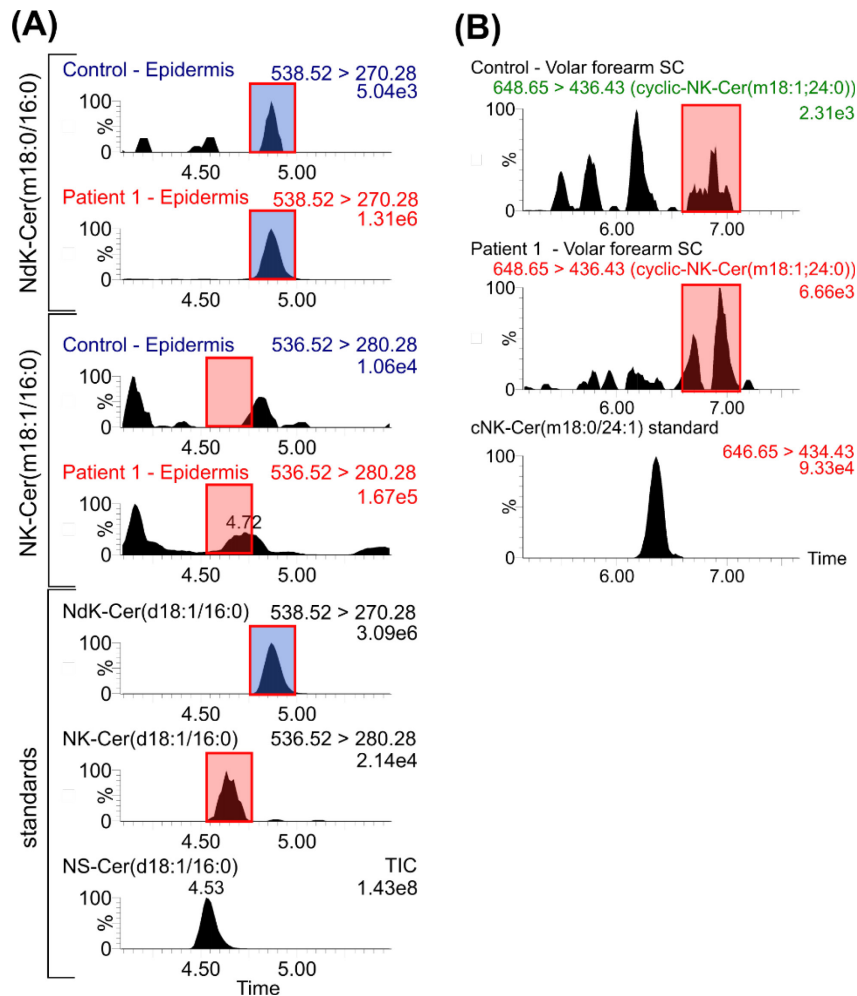 (A)
NdK-Cer(m18:0/16:0)
Control - Epidermis
538.52 > 270.28
5.04e3
100
%
0
4.50 5.00
Patient 1 - Epidermis
538.52 > 270.28
1.31e6
100
%
0
4.50 5.00
NK-Cer(m18:1/16:0)
Control - Epidermis
536.52 > 280.28
1.06e4
100
%
0
4.50 5.00
Patient 1 - Epidermis
536.52 > 280.28
1.67e5
4.72
100
%
0
4.50 5.00
standards
NdK-Cer(d18:1/16:0)
538.52 > 270.28
3.09e6
100
%
0
4.50 5.00
NK-Cer(d18:1/16:0)
536.52 > 280.28
2.14e4
100
%
0
4.50 5.00
NS-Cer(d18:1/16:0)
TIC
1.43e8
4.53
100
%
0
4.50 5.00
Time
(B)
Control - Volar forearm SC
648.65 > 436.43 (cyclic-NK-Cer(m18:1;24:0))
2.31e3
100
%
0
6.00 7.00
Patient 1 - Volar forearm SC
648.65 > 436.43 (cyclic-NK-Cer(m18:1;24:0))
6.66e3
100
%
0
6.00 7.00
cNK-Cer(m18:0/24:1) standard
646.65 > 434.43
9.33e4
100
%
0
6.00 7.00
Time